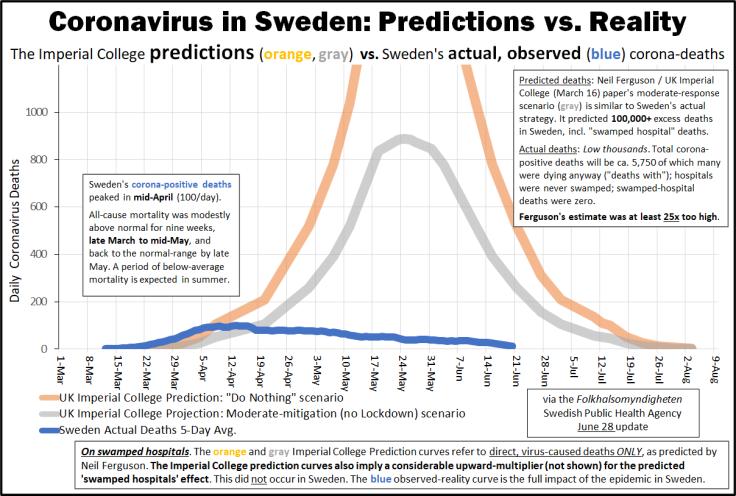 Coronavirus in Sweden: Predictions vs. Reality
The Imperial College predictions (orange, gray) vs. Sweden's actual, observed (blue) corona-deaths
Predicted deaths: Neil Ferguson / UK Imperial
College (March 16) paper's moderate-response
scenario (gray) is similar to Sweden's actual
strategy. It predicted 100,000+ excess deaths
in Sweden, incl. "swamped hospital" deaths.
Actual deaths: Low thousands. Total corona-
positive deaths will be ca. 5,750 of which many
were dying anyway ("deaths with"); hospitals
were never swamped; swamped-hospital
deaths were zero.
Ferguson's estimate was at least 25x too high.
Sweden's corona-positive deaths
peaked in mid-April (100/day).
All-cause mortality was modestly
above normal for nine weeks,
late March to mid-May, and
back to the normal-range by late
May. A period of below-average
mortality is expected in summer.
Daily Coronavirus Deaths
1000
800
600
400
200
0
1-Mar
8-Mar
15-Mar
22-Mar
29-Mar
5-Apr
12-Apr
19-Apr
26-Apr
3-May
10-May
17-May
24-May
31-May
7-Jun
14-Jun
21-Jun
28-Jun
5-Jul
12-Jul
19-Jul
26-Jul
2-Aug
9-Aug
UK Imperial College Prediction: "Do Nothing" scenario
UK Imperial College Projection: Moderate-mitigation (no Lockdown) scenario
Sweden Actual Deaths 5-Day Avg.
via the Folkhalsomyndigheten
Swedish Public Health Agency
June 28 update
On swamped hospitals. The orange and gray Imperial College Prediction curves refer to direct, virus-caused deaths ONLY, as predicted by
Neil Ferguson. The Imperial College prediction curves also imply a considerable upward-multiplier (not shown) for the predicted
'swamped hospitals' effect. This did not occur in Sweden. The blue observed-reality curve is the full impact of the epidemic in Sweden.